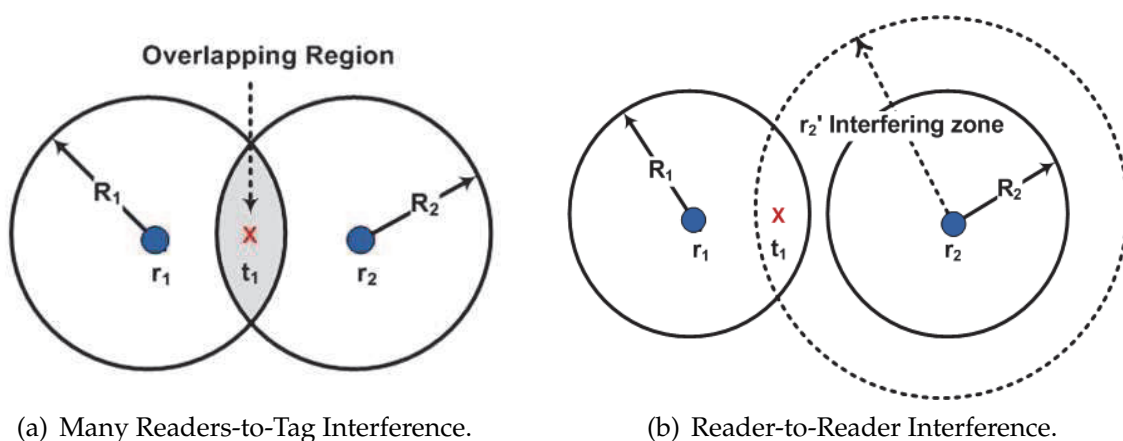 Overlapping Region
R1
R2
X
r1
t1
r2
(a) Many Readers-to-Tag Interference.
r2' Interfering zone
R1
R2
X
r1
t1
r2
(b) Reader-to-Reader Interference.